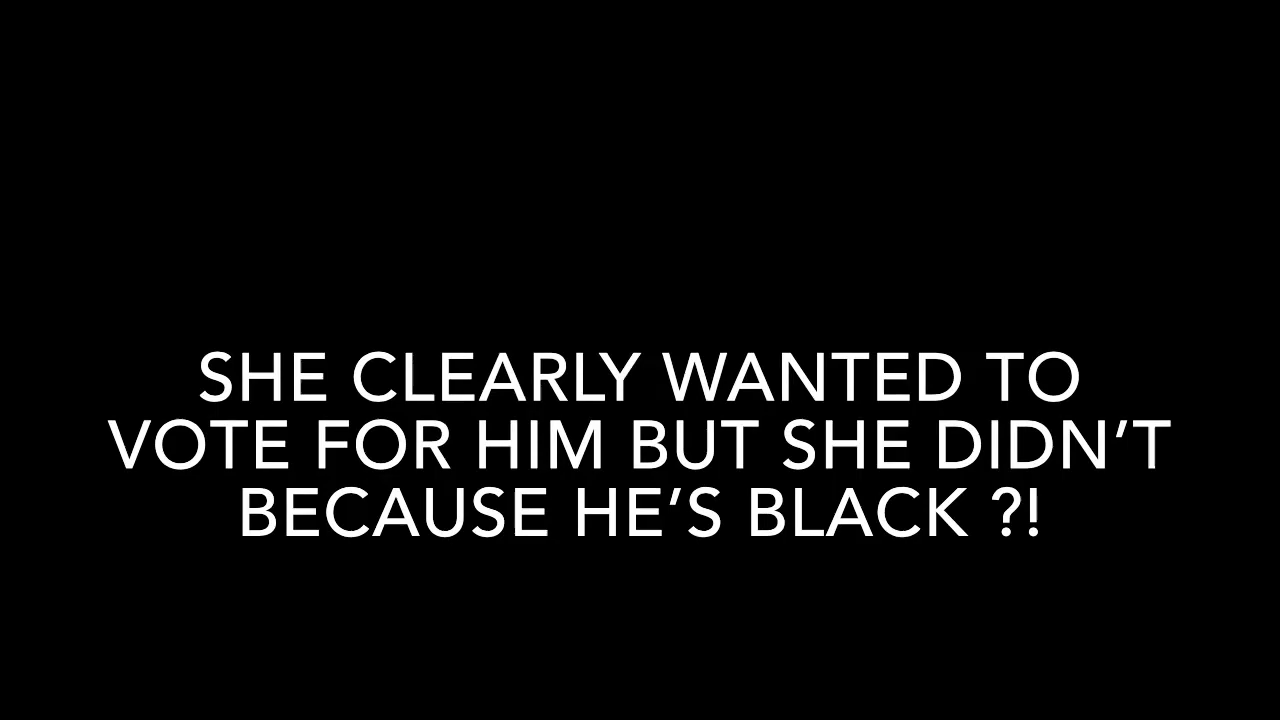 SHE CLEARLY WANTED TO
VOTE FOR HIM BUT SHE DIDN’T
BECAUSE HE’S BLACK ?!